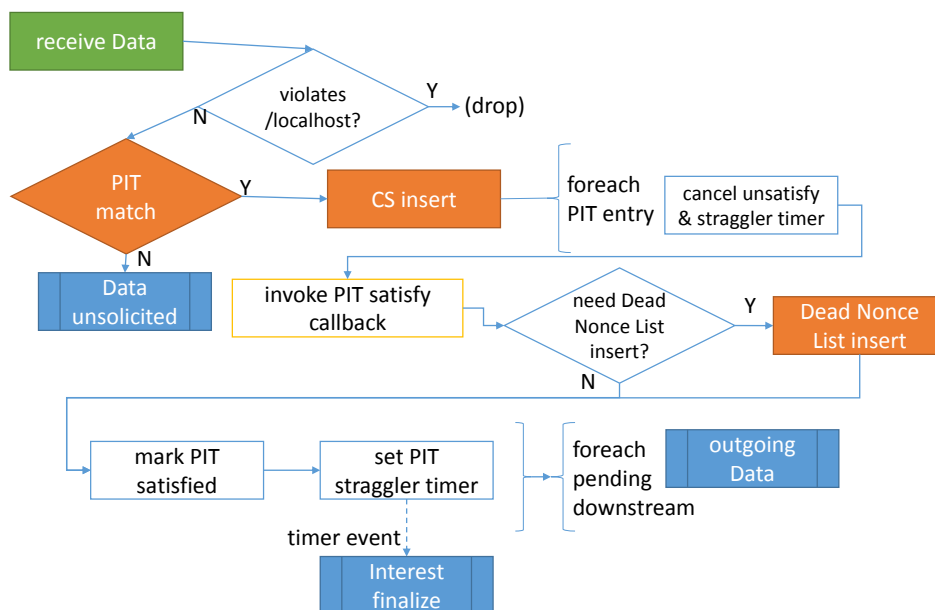 receive Data
violates
/localhost?
Y
(drop)
N
PIT
match
Y
CS insert
foreach
PIT entry
cancel unsatisfy
& straggler timer
N
Data
unsolicited
invoke PIT satisfy
callback
need Dead
Nonce List
insert?
Y
Dead Nonce
List insert
N
mark PIT
satisfied
set PIT
straggler timer
foreach
pending
downstream
outgoing
Data
timer event
Interest
finalize